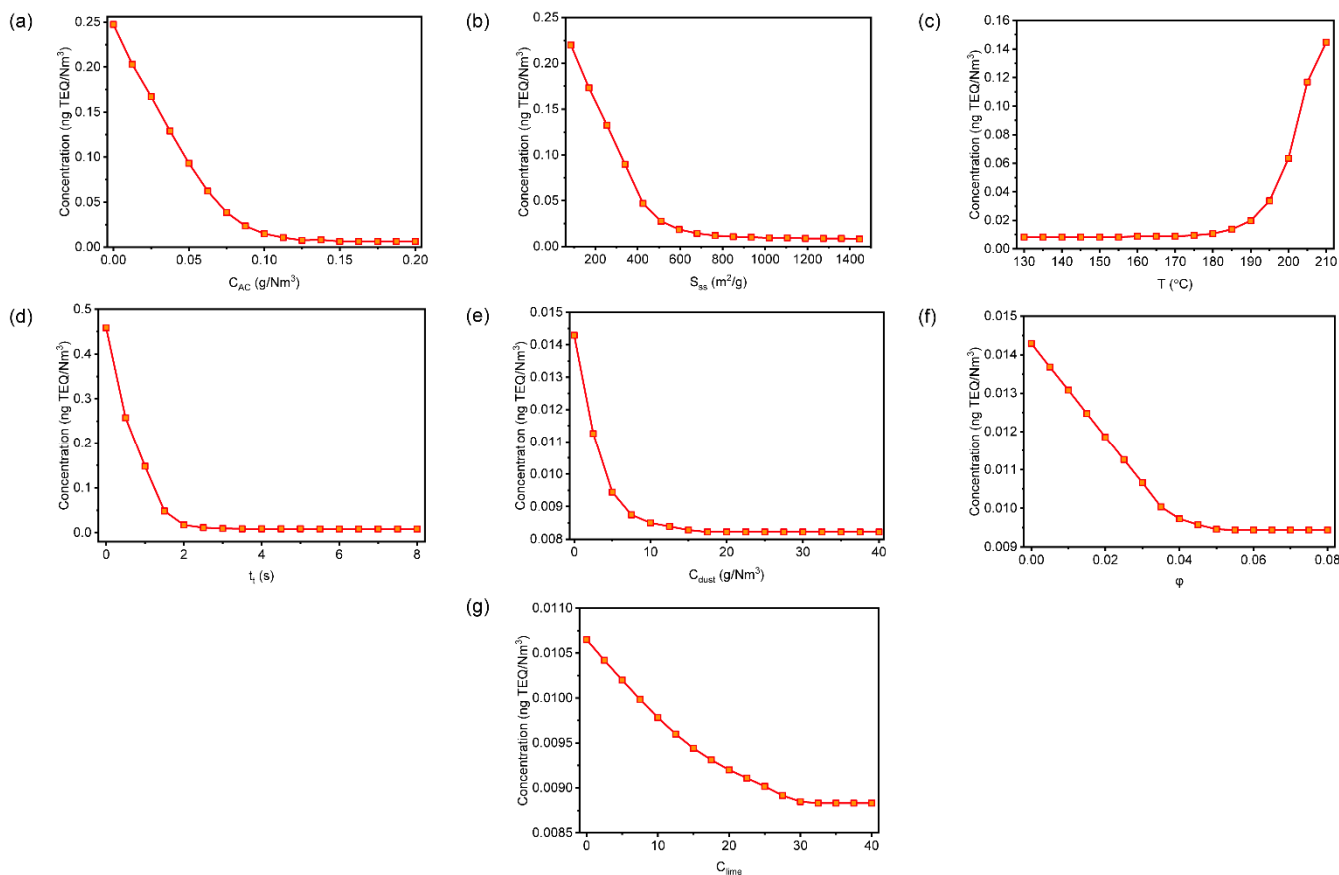 (a)
Concentration (ng TEQ/Nm³)
0.25
0.20
0.15
0.10
0.05
0.00
0.00 0.05 0.10 0.15 0.20
C_AC (g/Nm³)
(b)
Concentration (ng TEQ/Nm³)
0.25
0.20
0.15
0.10
0.05
0.00
200 400 600 800 1000 1200 1400
S_ss (m²/g)
(c)
Concentration (ng TEQ/Nm³)
0.16
0.14
0.12
0.10
0.08
0.06
0.04
0.02
0.00
130 140 150 160 170 180 190 200 210
T (°C)
(d)
Concentration (ng TEQ/Nm³)
0.5
0.4
0.3
0.2
0.1
0.0
0 2 4 6 8
(s)
(e)
Concentration (ng TEQ/Nm³)
0.015
0.014
0.013
0.012
0.011
0.010
0.009
0.008
0 10 20 30 40
C_dust (g/Nm³)
(f)
Concentration (ng TEQ/Nm³)
0.015
0.014
0.013
0.012
0.011
0.010
0.009
0.00 0.02 0.04 0.06 0.08
φ
(g)
Concentration (ng TEQ/Nm³)
0.0110
0.0105
0.0100
0.0095
0.0090
0.0085
0 10 20 30 40
C_lime